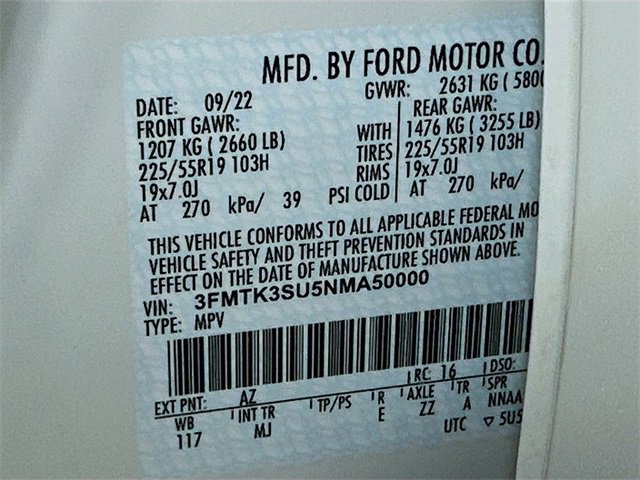 MFD. BY FORD MOTOR CO.
DATE: 09/22 GVWR: 2631 KG ( 5800
FRONT GAWR: REAR GAWR:
1207 KG ( 2660 LB) WITH 1476 KG ( 3255 LB)
225/55R19 103H TIRES 225/55R19 103H
19x7.0J RIMS 19x7.0J
AT 270 kPa/ 39 PSI COLD AT 270 kPa/
THIS VEHICLE CONFORMS TO ALL APPLICABLE FEDERAL MO
VEHICLE SAFETY AND THEFT PREVENTION STANDARDS IN
EFFECT ON THE DATE OF MANUFACTURE SHOWN ABOVE.
VIN: 3FMTK3SU5NMA50000
TYPE: MPV
EXT PNT: AZ RC: 16 DSO:
WB INT TR TP/PS R AXLE TR SPR
117 MJ E ZZ A NNAA
UTC ▽ 5U5